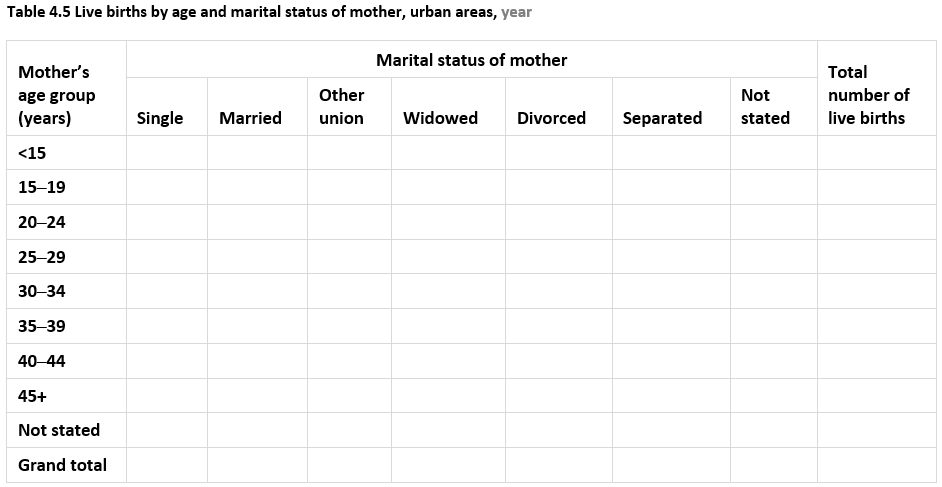 Table 4.5 Live births by age and marital status of mother, urban areas, year
Mother’s
age group
(years)
Marital status of mother
Total
number of
live births
Single
Married
Other
union
Widowed
Divorced
Separated
Not
stated
<15
15–19
20–24
25–29
30–34
35–39
40–44
45+
Not stated
Grand total